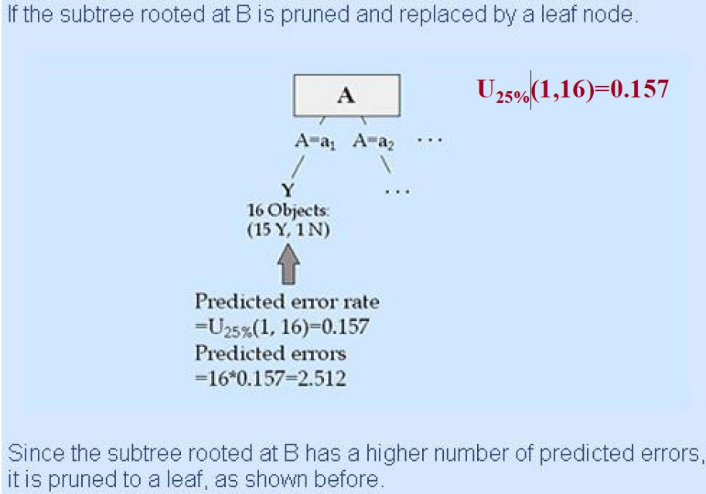 If the subtree rooted at B is pruned and replaced by a leaf node.
U25%(1,16)=0.157
A
A=a1 A=a2 ...
Y ...
16 Objects:
(15 Y, 1 N)
Predicted error rate
=U25%(1, 16)=0.157
Predicted errors
=16*0.157=2.512
Since the subtree rooted at B has a higher number of predicted errors,
it is pruned to a leaf, as shown before.